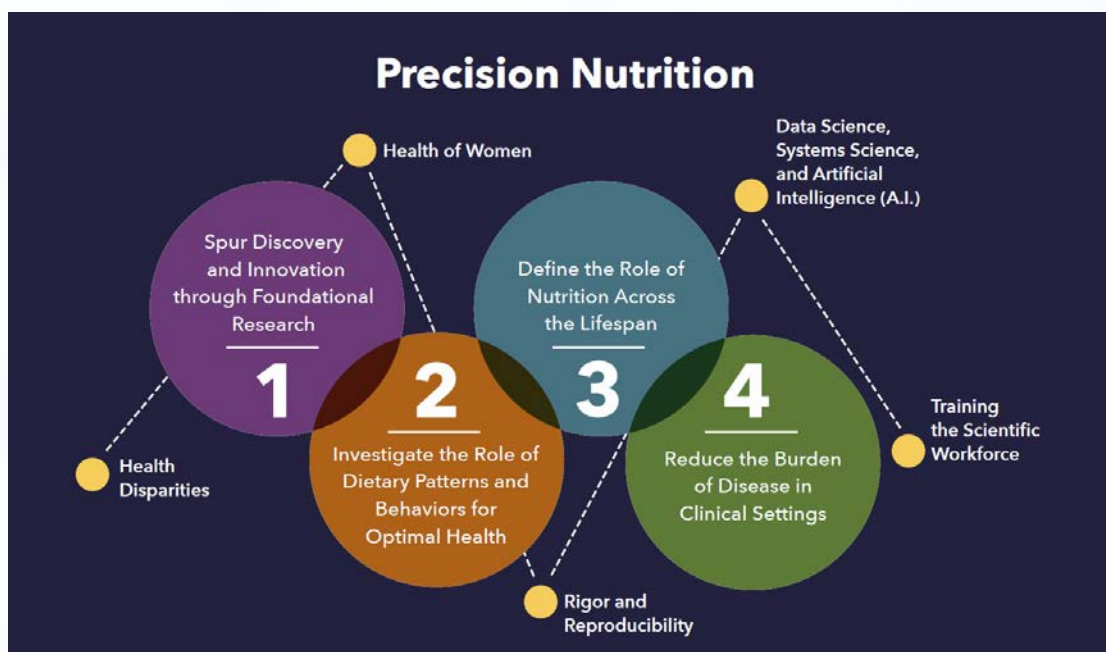 Precision Nutrition
Health of Women
Data Science,
Systems Science,
and Artificial
Intelligence (A.I.)
Spur Discovery
and Innovation
through Foundational
Research
1
2
Investigate the Role of
Dietary Patterns and
Behaviors for
Optimal Health
Define the Role of
Nutrition Across
the Lifespan
3
4
Reduce the Burden
of Disease in
Clinical Settings
Health
Disparities
Rigor and
Reproducibility
Training
the Scientific
Workforce